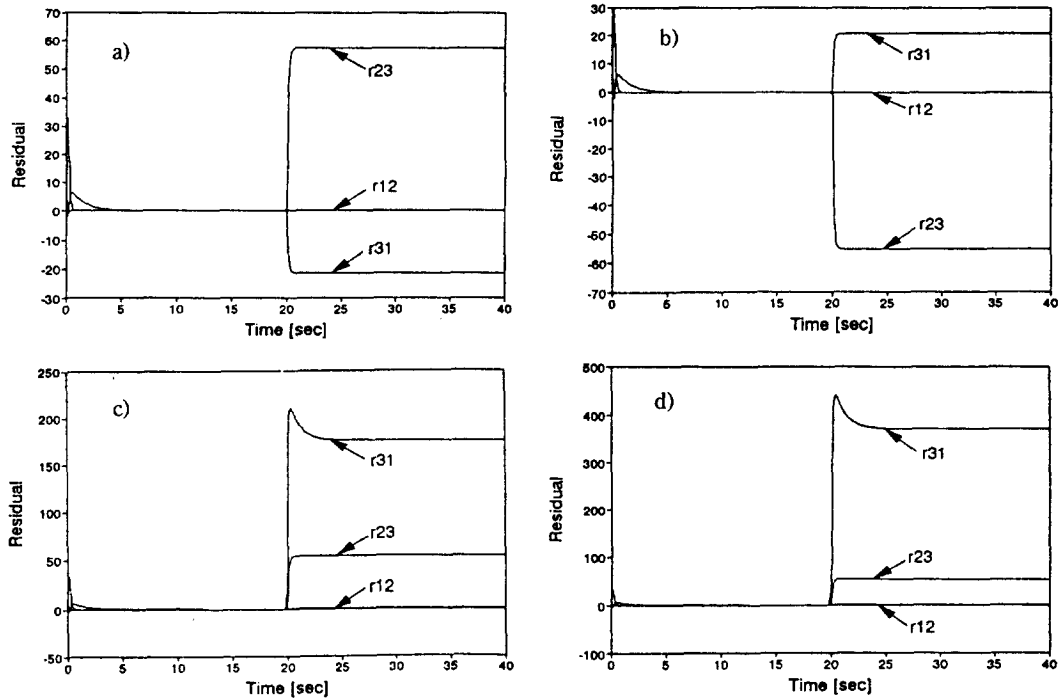 a)
Residual
70
60
50
40
30
20
10
0
-10
-20
-30
r23
r12
r31
0 5 10 15 20 25 30 35 40
Time [sec]
b)
Residual
30
20
10
0
-10
-20
-30
-40
-50
-60
-70
r31
r12
r23
0 5 10 15 20 25 30 35 40
Time [sec]
c)
Residual
250
200
150
100
50
0
-50
r31
r23
r12
0 5 10 15 20 25 30 35 40
Time [sec]
d)
Residual
500
400
300
200
100
0
-100
r31
r23
r12
0 5 10 15 20 25 30 35 40
Time [sec]